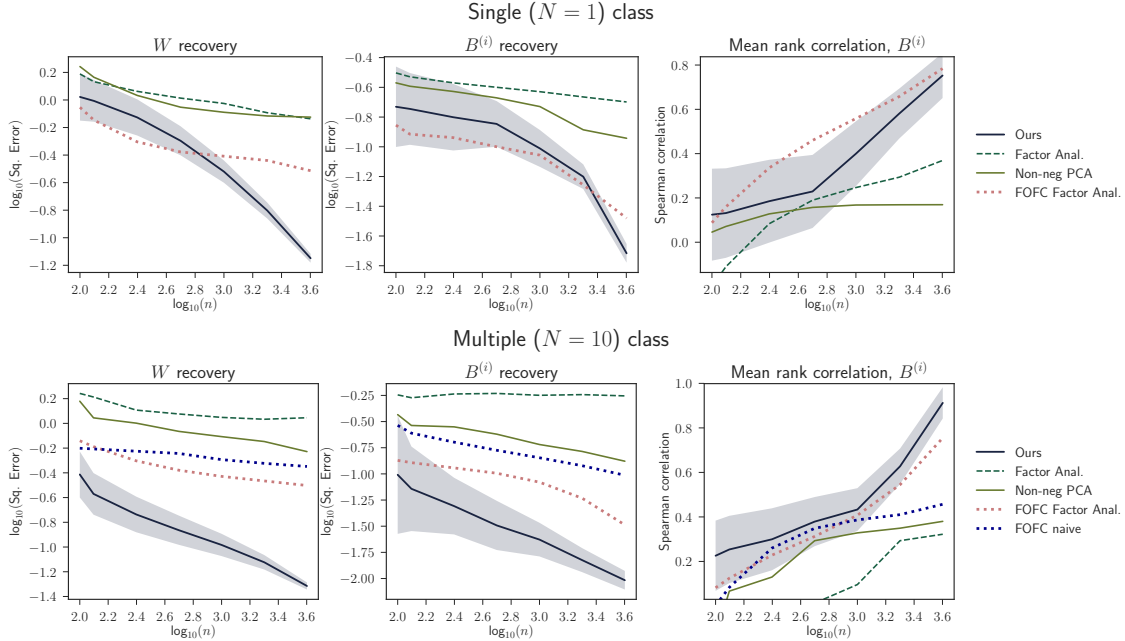 Single (N = 1) class
W recovery
B^(i) recovery
Mean rank correlation, B^(i)
log10(Sq. Error)
0.2
0.0
−0.2
−0.4
−0.6
−0.8
−1.0
−1.2
2.0 2.2 2.4 2.6 2.8 3.0 3.2 3.4 3.6
log10(n)
log10(Sq. Error)
−0.4
−0.6
−0.8
−1.0
−1.2
−1.4
−1.6
−1.8
2.0 2.2 2.4 2.6 2.8 3.0 3.2 3.4 3.6
log10(n)
Spearman correlation
0.8
0.6
0.4
0.2
0.0
2.0 2.2 2.4 2.6 2.8 3.0 3.2 3.4 3.6
log10(n)
Ours
Factor Anal.
Non-neg PCA
FOFC Factor Anal.
Multiple (N = 10) class
W recovery
B^(i) recovery
Mean rank correlation, B^(i)
log10(Sq. Error)
0.2
0.0
−0.2
−0.4
−0.6
−0.8
−1.0
−1.2
−1.4
2.0 2.2 2.4 2.6 2.8 3.0 3.2 3.4 3.6
log10(n)
log10(Sq. Error)
−0.25
−0.50
−0.75
−1.00
−1.25
−1.50
−1.75
−2.00
2.0 2.2 2.4 2.6 2.8 3.0 3.2 3.4 3.6
log10(n)
Spearman correlation
1.0
0.8
0.6
0.4
0.2
2.0 2.2 2.4 2.6 2.8 3.0 3.2 3.4 3.6
log10(n)
Ours
Factor Anal.
Non-neg PCA
FOFC Factor Anal.
FOFC naive